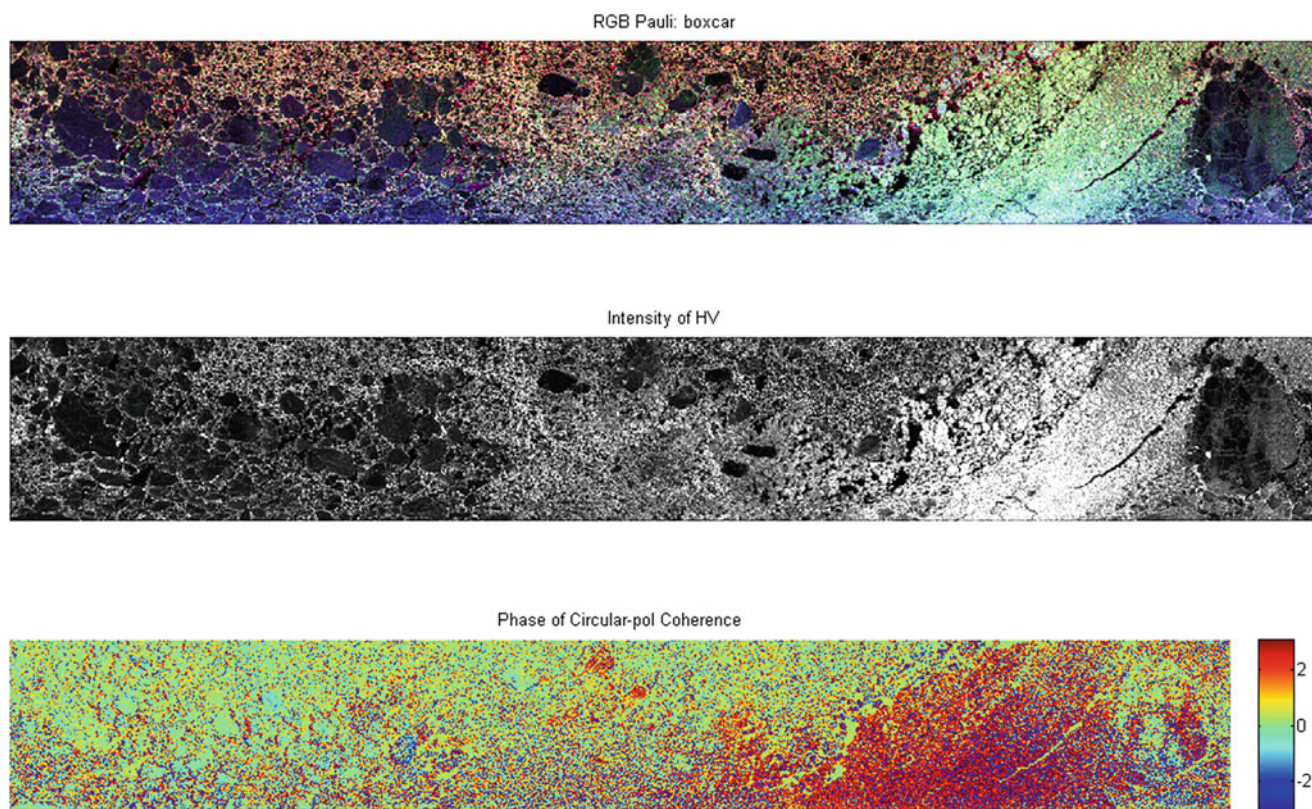 RGB Pauli: boxcar
Intensity of HV
Phase of Circular-pol Coherence
2
0
-2